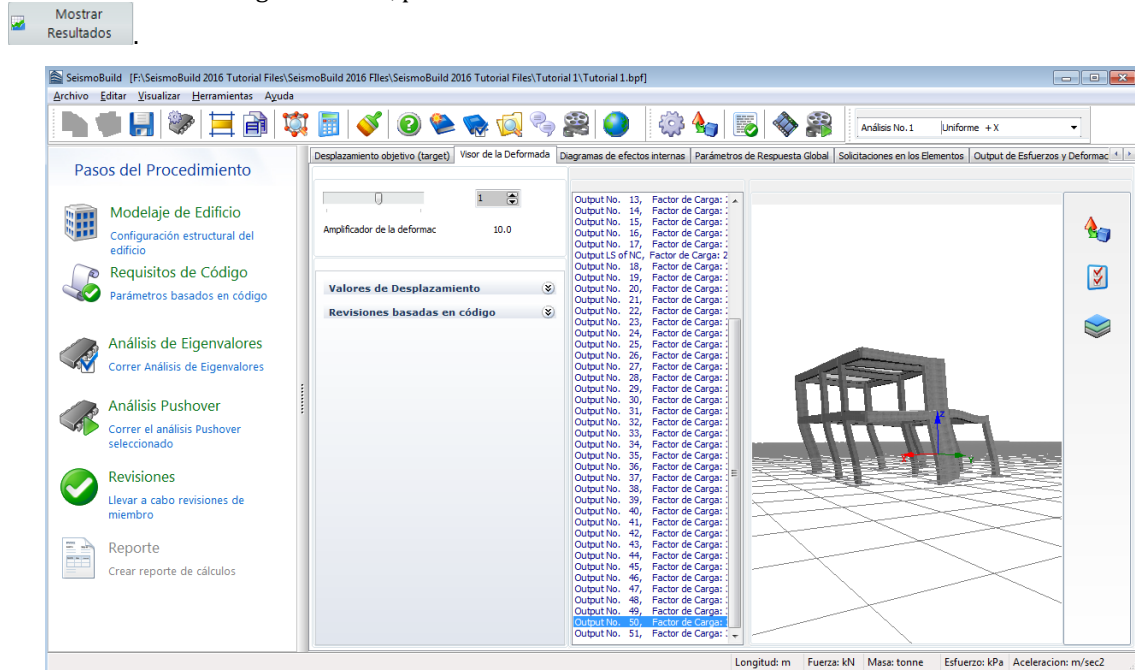 Mostrar
Resultados
.
SeismoBuild [F:\SeismoBuild 2016 Tutorial Files\SeismoBuild 2016 FIles\SeismoBuild 2016 Tutorial Files\Tutorial 1\Tutorial 1.bpf]
Archivo Editar Visualizar Herramientas Ayuda
Análisis No. 1 Uniforme +X
Desplazamiento objetivo (target) Visor de la Deformada Diagramas de efectos internas Parámetros de Respuesta Global Solicitaciones en los Elementos Output de Esfuerzos y Deformac
Pasos del Procedimiento
Modelaje de Edificio
Configuración estructural del
edificio
Requisitos de Código
Parámetros basados en código
Análisis de Eigenvalores
Correr Análisis de Eigenvalores
Análisis Pushover
Correr el análisis Pushover
seleccionado
Revisiones
Llevar a cabo revisiones de
miembro
Reporte
Crear reporte de cálculos
1
Amplificador de la deformac 10.0
Valores de Desplazamiento
Revisiones basadas en código
Output No. 13, Factor de Carga:
Output No. 14, Factor de Carga:
Output No. 15, Factor de Carga:
Output No. 16, Factor de Carga:
Output No. 17, Factor de Carga:
Output LS of NC, Factor de Carga: 2
Output No. 18, Factor de Carga:
Output No. 19, Factor de Carga:
Output No. 20, Factor de Carga:
Output No. 21, Factor de Carga:
Output No. 22, Factor de Carga:
Output No. 23, Factor de Carga:
Output No. 24, Factor de Carga:
Output No. 25, Factor de Carga:
Output No. 26, Factor de Carga:
Output No. 27, Factor de Carga:
Output No. 28, Factor de Carga:
Output No. 29, Factor de Carga:
Output No. 30, Factor de Carga:
Output No. 31, Factor de Carga:
Output No. 32, Factor de Carga:
Output No. 33, Factor de Carga:
Output No. 34, Factor de Carga:
Output No. 35, Factor de Carga:
Output No. 36, Factor de Carga:
Output No. 37, Factor de Carga:
Output No. 38, Factor de Carga:
Output No. 39, Factor de Carga:
Output No. 40, Factor de Carga:
Output No. 41, Factor de Carga:
Output No. 42, Factor de Carga:
Output No. 43, Factor de Carga:
Output No. 44, Factor de Carga:
Output No. 45, Factor de Carga:
Output No. 46, Factor de Carga:
Output No. 47, Factor de Carga:
Output No. 48, Factor de Carga:
Output No. 49, Factor de Carga:
Output No. 50, Factor de Carga:
Output No. 51, Factor de Carga:
Z
Longitud: m Fuerza: kN Masa: tonne Esfuerzo: kPa Aceleracion: m/sec2